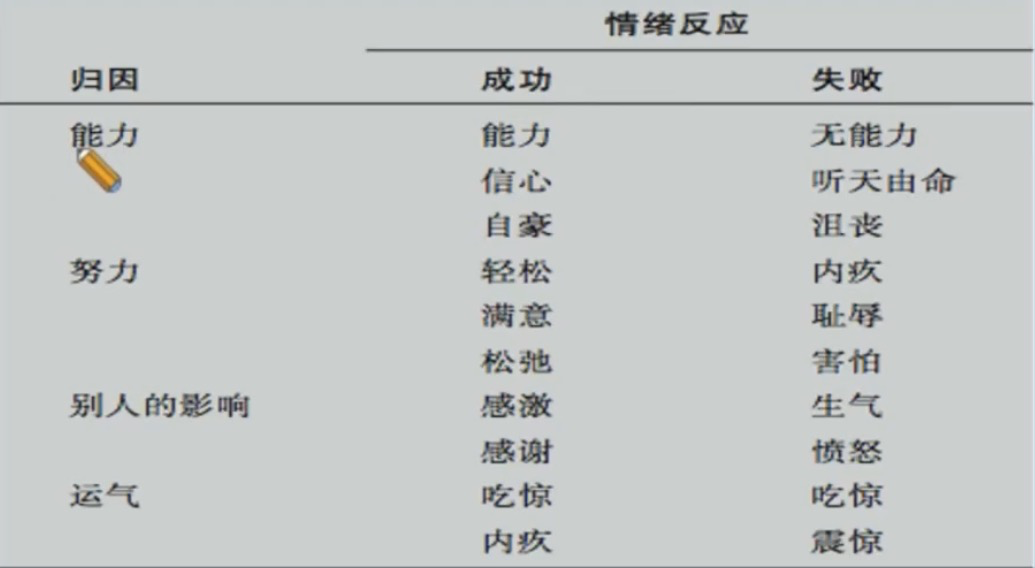 情绪反应
归因 成功 失败
能力 能力 无能力
信心 听天由命
自豪 沮丧
努力 轻松 内疚
满意 耻辱
松弛 害怕
别人的影响 感激 生气
感谢 愤怒
运气 吃惊 吃惊
内疚 震惊